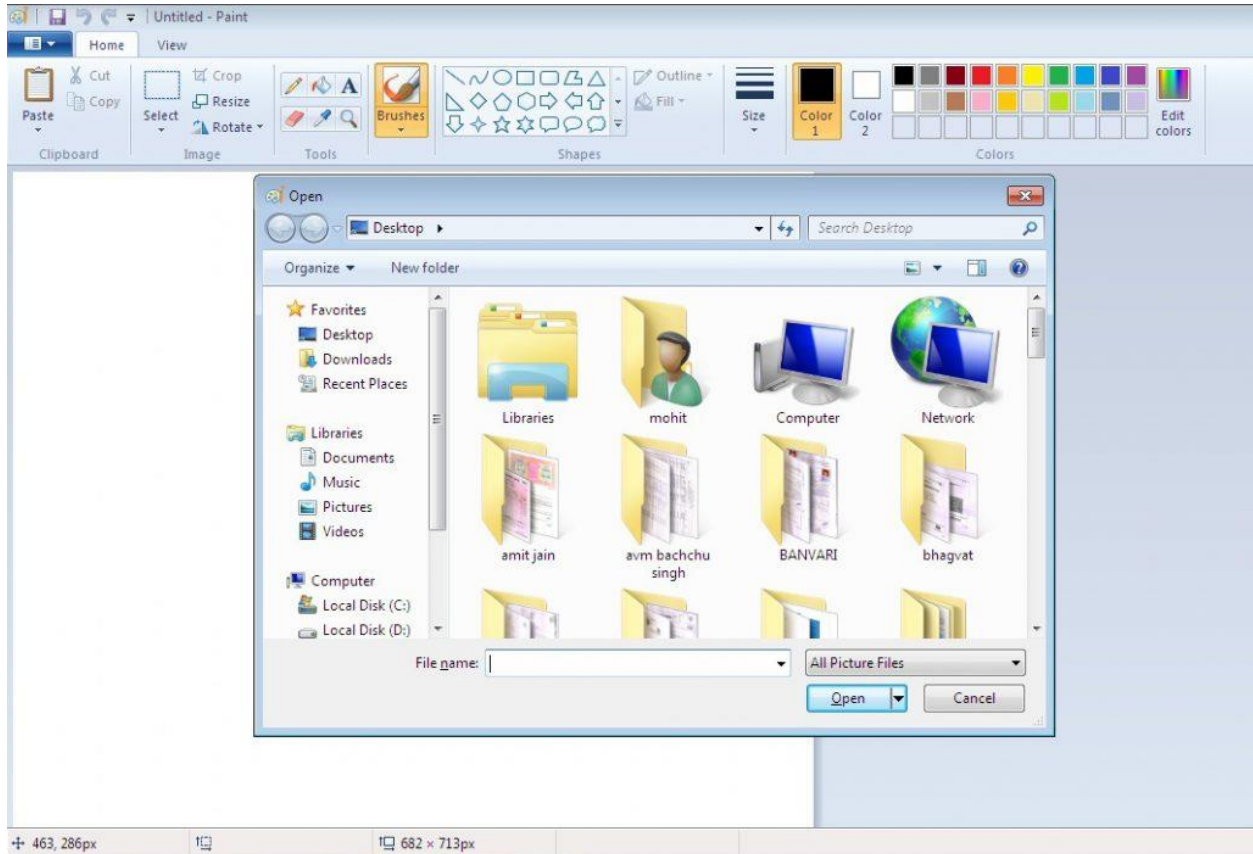 Untitled - Paint
Home View
Cut
Copy
Paste
Clipboard
Crop
Resize
Rotate
Select
Image
A
Tools
Brushes
Outline
Fill
Shapes
Size
Color 1
Color 2
Edit colors
Colors
Open
Desktop
Search Desktop
Organize New folder
Favorites
Desktop
Downloads
Recent Places
Libraries
Documents
Music
Pictures
Videos
Computer
Local Disk (C:)
Local Disk (D:)
Libraries mohit Computer Network
amit jain avm bachchu singh BANVARI bhagvat
File name: All Picture Files
Open Cancel
463, 286px 682 × 713px